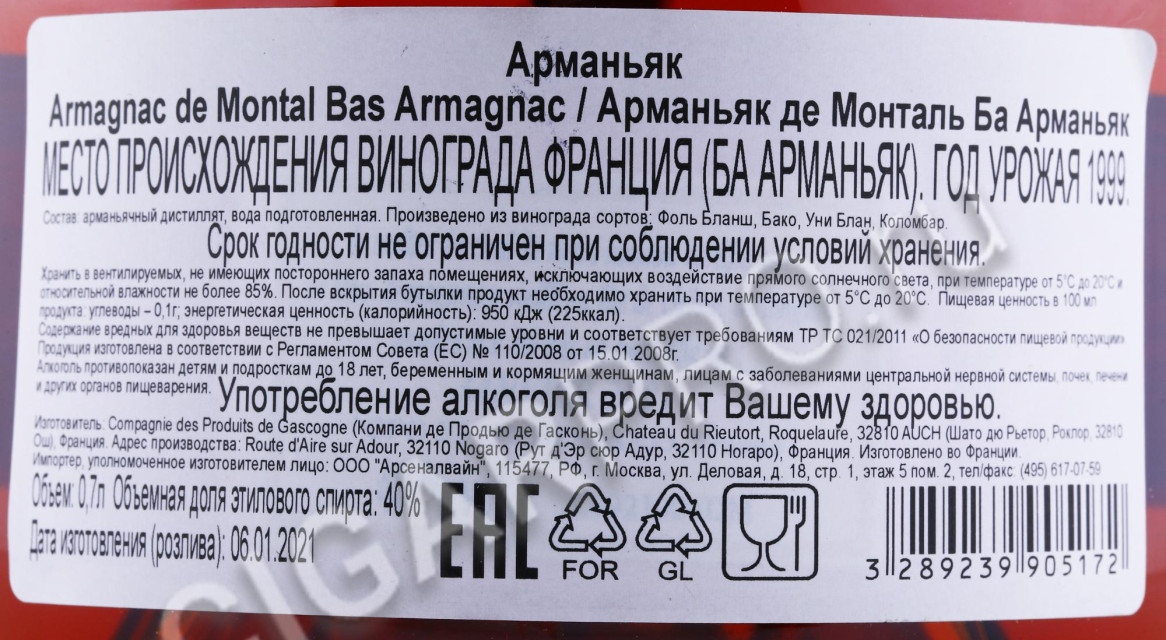 Арманьяк
Armagnac de Montal Bas Armagnac / Арманьяк де Монталь Ба Арманьяк
МЕСТО ПРОИСХОЖДЕНИЯ ВИНОГРАДА ФРАНЦИЯ (БА АРМАНЬЯК). ГОД УРОЖАЯ 1999.
Состав: арманьячный дистиллят, вода подготовленная. Произведено из винограда сортов: Фоль Бланш, Бако, Уни Блан, Коломбар.
Срок годности не ограничен при соблюдении условий хранения.
Хранить в вентилируемых, не имеющих постороннего запаха помещениях, исключающих воздействие прямого солнечного света, при температуре от 5°С до 20°С и
относительной влажности не более 85%. После вскрытия бутылки продукт необходимо хранить при температуре от 5°С до 20°С. Пищевая ценность в 100 мл
продукта: углеводы – 0,1г; энергетическая ценность (калорийность): 950 кДж (225ккал).
Содержание вредных для здоровья веществ не превышает допустимые уровни и соответствует требованиям ТР ТС 021/2011 «О безопасности пищевой продукции»
Продукция изготовлена в соответствии с Регламентом Совета (ЕС) № 110/2008 от 15.01.2008г.
Алкоголь противопоказан детям и подросткам до 18 лет, беременным и кормящим женщинам, лицам с заболеваниями центральной нервной системы, почек, печени
и других органов пищеварения. Употребление алкоголя вредит Вашему здоровью.
Изготовитель: Compagnie des Produits de Gascogne (Компани де Продью де Гасконь), Chateau du Rieutort, Roquelaure, 32810 AUCH (Шато дю Рьетор, Роклор, 32810
Ош), Франция. Адрес производства: Route d'Aire sur Adour, 32110 Nogaro (Рут д'Эр сюр Адур, 32110 Ногаро), Франция. Изготовлено во Франции.
Импортер, уполномоченное изготовителем лицо: ООО "Арсеналвайн", 115477, РФ, г. Москва, ул. Деловая, д. 18, стр. 1, этаж 5 пом. 2, тел/факс: (495) 617-07-59
Объем: 0,7л Объемная доля этилового спирта: 40%
Дата изготовления (розлива): 06.01.2021
EAC
FOR
GL
3 289239 905172
CIGARPRO.ru